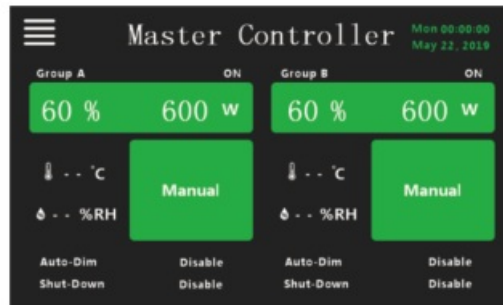 Master Controller
Mon 00:00:00
May 22, 2019
Group A ON
60 % 600 W
- - °C
Manual
- - %RH
Auto-Dim Disable
Shut-Down Disable
Group B ON
60 % 600 W
- - °C
Manual
- - %RH
Auto-Dim Disable
Shut-Down Disable